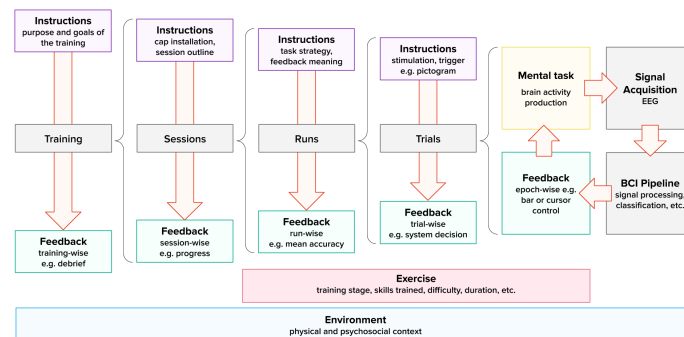 Instructions
purpose and goals of
the training
Training
Feedback
training-wise
e.g. debrief
Instructions
cap installation,
session outline
Sessions
Feedback
session-wise
e.g. progress
Instructions
task strategy,
feedback meaning
Runs
Feedback
run-wise
e.g. mean accuracy
Instructions
stimulation, trigger
e.g. pictogram
Trials
Feedback
trial-wise
e.g. system decision
Mental task
brain activity
production
Signal
Acquisition
EEG
BCI Pipeline
signal processing,
classification, etc.
Feedback
epoch-wise e.g.
bar or cursor
control
Exercise
training stage, skills trained, difficulty, duration, etc.
Environment
physical and psychosocial context